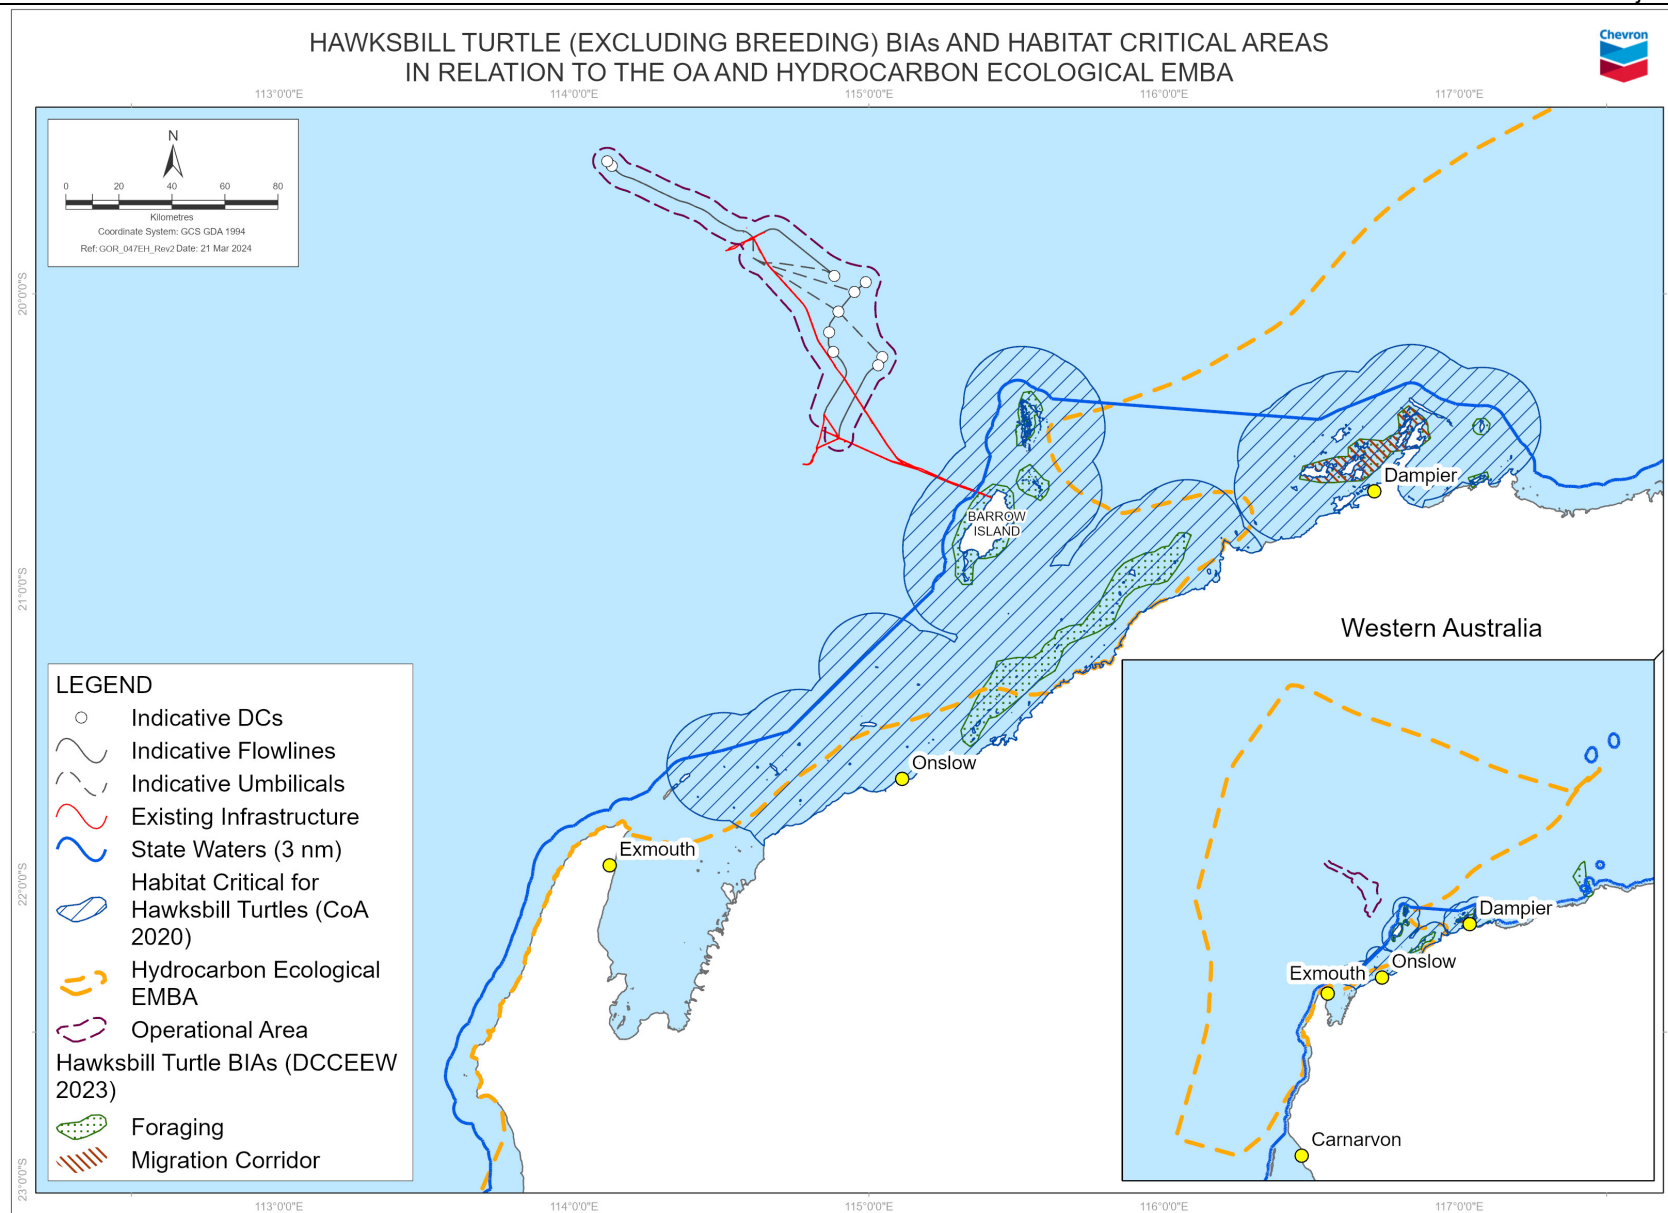 HAWKSBILL TURTLE (EXCLUDING BREEDING) BIAs AND HABITAT CRITICAL AREAS
IN RELATION TO THE OA AND HYDROCARBON ECOLOGICAL EMBA
Chevron
113°0'0"E
114°0'0"E
115°0'0"E
116°0'0"E
117°0'0"E
N
0 20 40 60 80
Kilometres
Coordinate System: GCS GDA 1994
Ref: GOR_047EH_Rev2 Date: 21 Mar 2024
20°0'0"S
21°0'0"S
22°0'0"S
23°0'0"S
BARROW
ISLAND
Dampier
Western Australia
Onslow
Exmouth
LEGEND
Indicative DCs
Indicative Flowlines
Indicative Umbilicals
Existing Infrastructure
State Waters (3 nm)
Habitat Critical for
Hawksbill Turtles (CoA
2020)
Hydrocarbon Ecological
EMBA
Operational Area
Hawksbill Turtle BIAs (DCCEEW
2023)
Foraging
Migration Corridor
Dampier
Onslow
Exmouth
Carnarvon
113°0'0"E
114°0'0"E
115°0'0"E
116°0'0"E
117°0'0"E